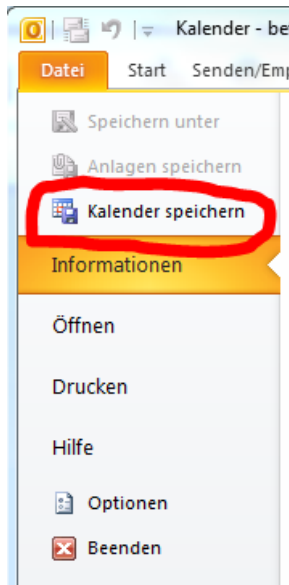 Kalender - be
Datei Start Senden/Emp
Speichern unter
Anlagen speichern
Kalender speichern
Informationen
Öffnen
Drucken
Hilfe
Optionen
Beenden